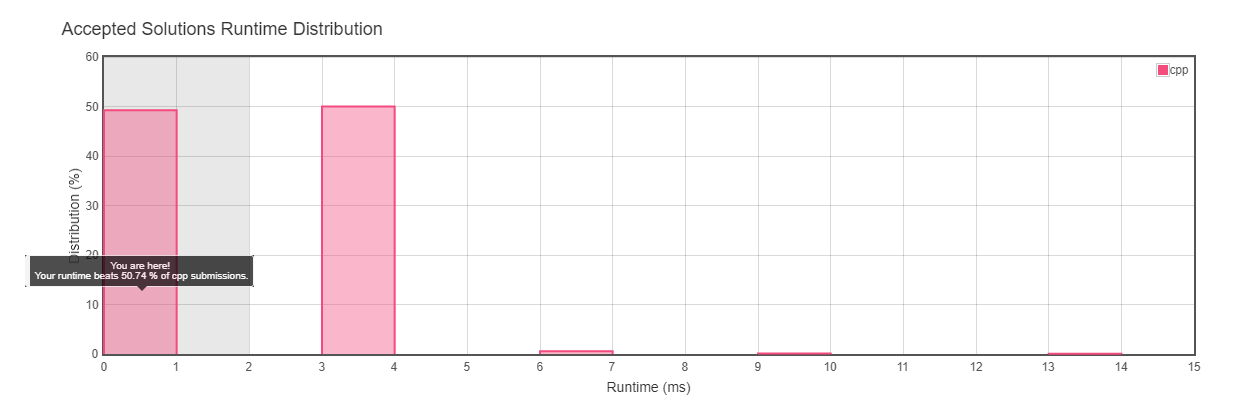 Accepted Solutions Runtime Distribution
60
cpp
50
40
30
Distribution (%)
20
You are here!
Your runtime beats 50.74 % of cpp submissions.
10
0
0 1 2 3 4 5 6 7 8 9 10 11 12 13 14 15
Runtime (ms)